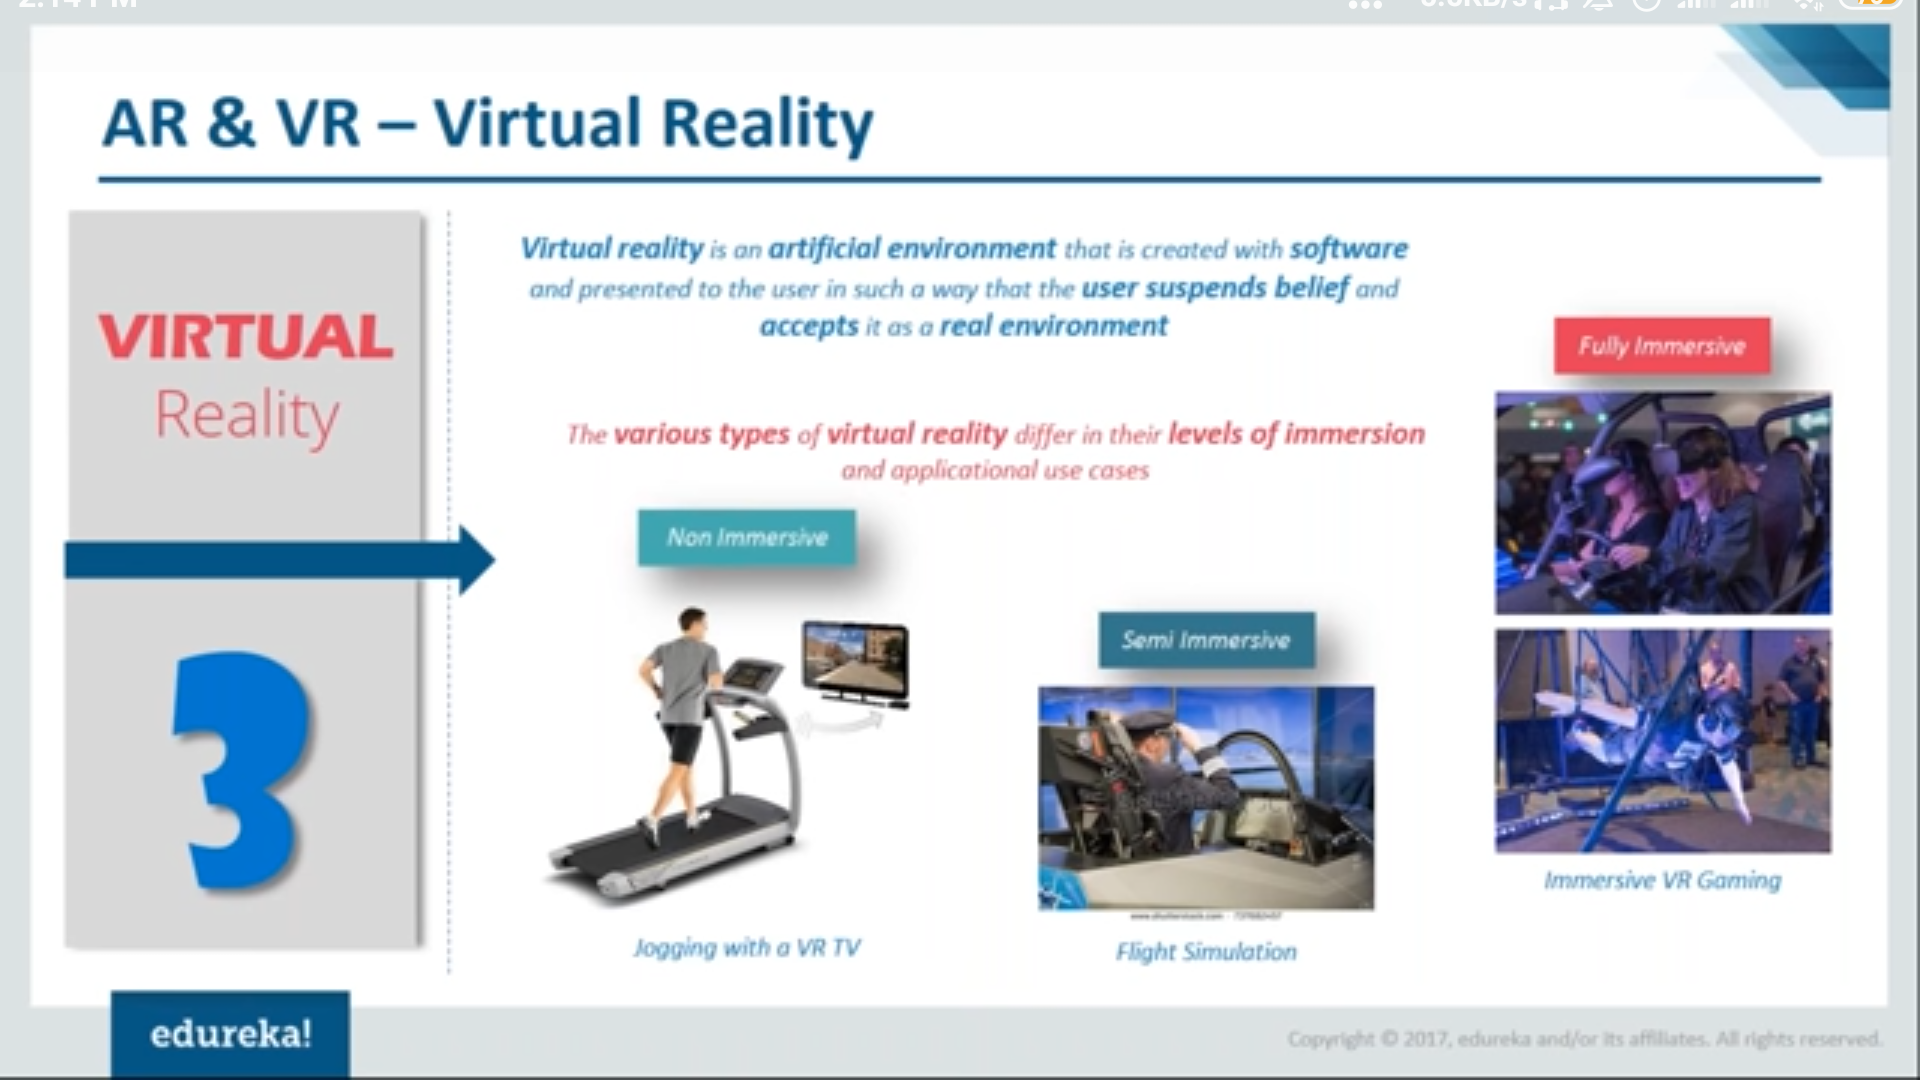 2:14 PM
AR & VR – Virtual Reality
VIRTUAL
Reality
3
Virtual reality is an artificial environment that is created with software
and presented to the user in such a way that the user suspends belief and
accepts it as a real environment
The various types of virtual reality differ in their levels of immersion
and applicational use cases
Non Immersive
Jogging with a VR TV
Semi Immersive
Flight Simulation
Fully Immersive
Immersive VR Gaming
edureka!
Copyright © 2017, edureka and/or its affiliates. All rights reserved.